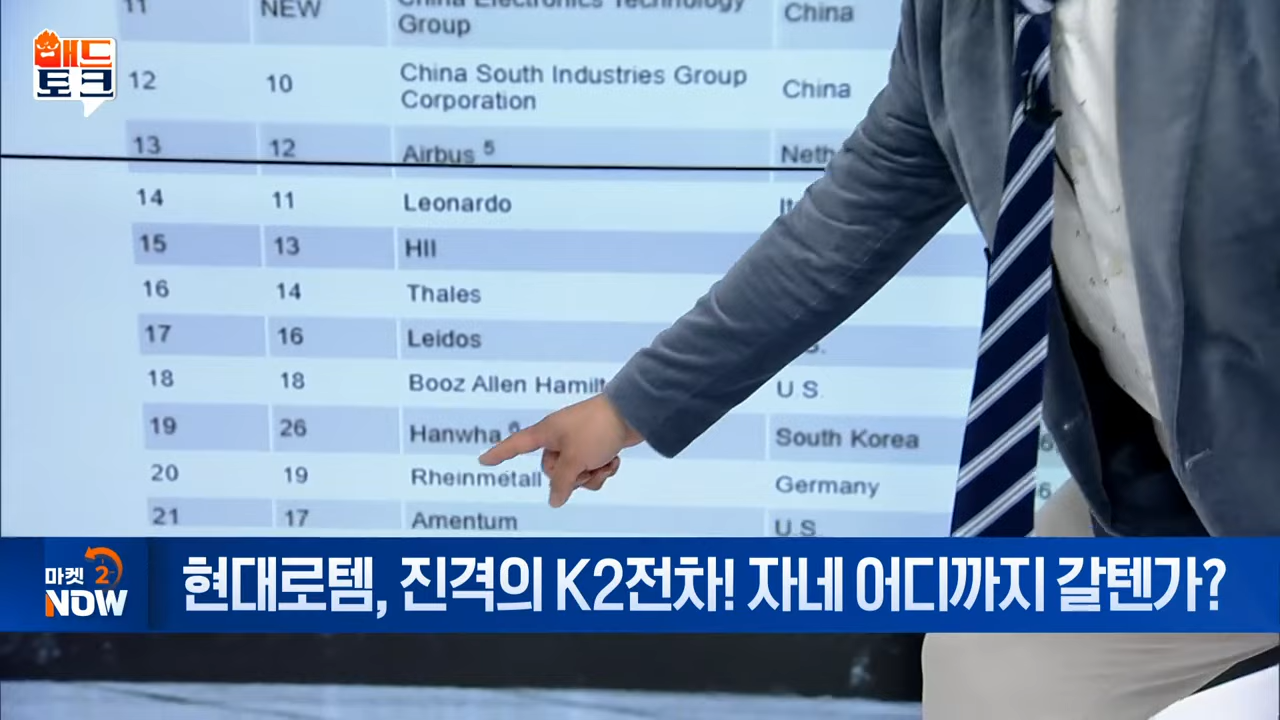 매드
토크
11 NEW China Electronics Technology Group China
12 10 China South Industries Group Corporation China
13 12 Airbus 5 Neth
14 11 Leonardo It
15 13 HII
16 14 Thales
17 16 Leidos S.
18 18 Booz Allen Hamilt U.S.
19 26 Hanwha 6 South Korea
20 19 Rheinmetall Germany
21 17 Amentum U.S.
마켓 2
NOW
현대로템, 진격의 K2전차! 자네 어디까지 갈텐가?